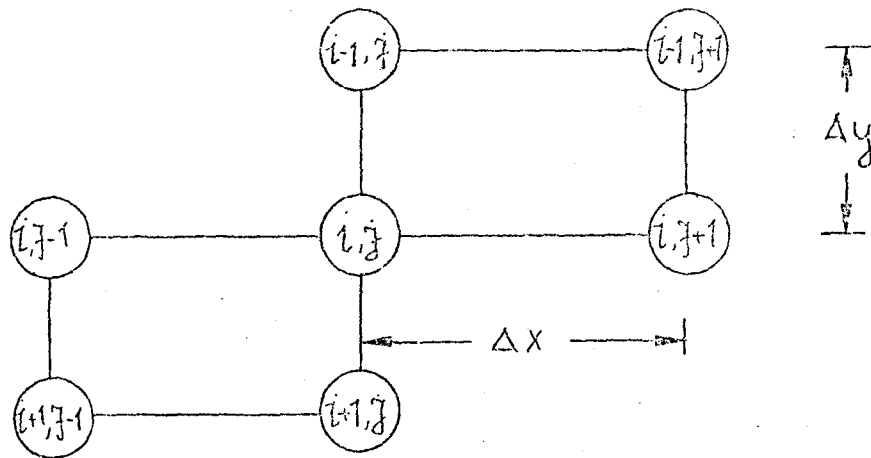 i-1,j i-1,j+1
Δy
i,j-1 i,j i,j+1
Δx
i+1,j-1 i+1,j